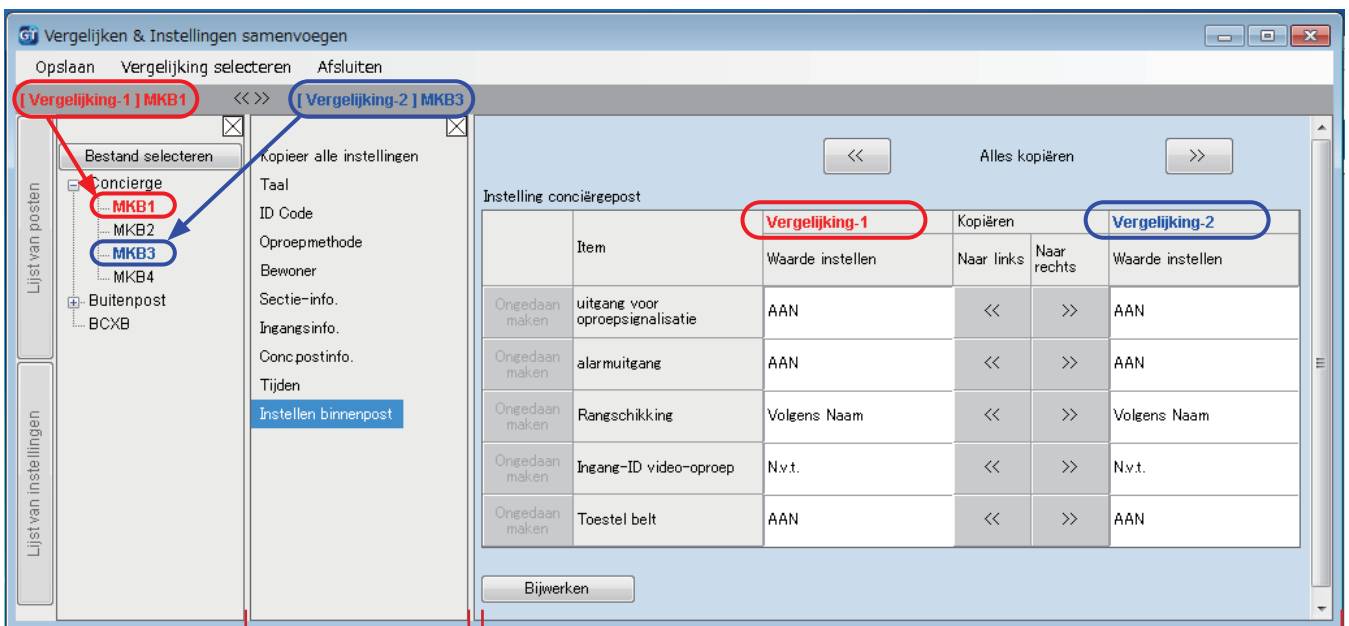 GT Vergelijken & Instellingen samenvoegen
Opslaan Vergelijking selecteren Afsluiten
[ Vergelijking-1 ] MKB1 << >> [ Vergelijking-2 ] MKB3
Lijst van posten
Lijst van instellingen
Bestand selecteren
Concierge
MKB1
MKB2
MKB3
MKB4
Buitenpost
BCXB
Kopieer alle instellingen
Taal
ID Code
Oproepmethode
Bewoner
Sectie-info.
Ingangsinfo.
Conc.postinfo.
Tijden
Instellen binnenpost
<< Alles kopiëren >>
Instelling conciërgepost
Item Vergelijking-1 Kopiëren Vergelijking-2
Waarde instellen Naar links Naar rechts Waarde instellen
Ongedaan maken uitgang voor oproepsignalisatie AAN << >> AAN
Ongedaan maken alarmuitgang AAN << >> AAN
Ongedaan maken Rangschikking Volgens Naam << >> Volgens Naam
Ongedaan maken Ingang-ID video-oproep N.v.t. << >> N.v.t.
Ongedaan maken Toestel belt AAN << >> AAN
Bijwerken